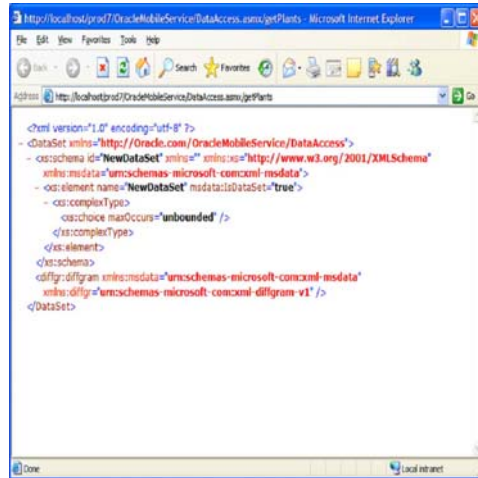 http://localhost/prod7/OracleMobileService/DataAccess.asmx/getPlants - Microsoft Internet Explorer
File Edit View Favorites Tools Help
Back Search Favorites
Address http://localhost/prod7/OracleMobileService/DataAccess.asmx/getPlants Go
<?xml version="1.0" encoding="utf-8" ?>
- <DataSet xmlns="http://Oracle.com/OracleMobileService/DataAccess">
- <xs:schema id="NewDataSet" xmlns="" xmlns:xs="http://www.w3.org/2001/XMLSchema"
xmlns:msdata="urn:schemas-microsoft-com:xml-msdata">
- <xs:element name="NewDataSet" msdata:IsDataSet="true">
- <xs:complexType>
<xs:choice maxOccurs="unbounded" />
</xs:complexType>
</xs:element>
</xs:schema>
<diffgr:diffgram xmlns:msdata="urn:schemas-microsoft-com:xml-msdata"
xmlns:diffgr="urn:schemas-microsoft-com:xml-diffgram-v1" />
</DataSet>
Done Local intranet